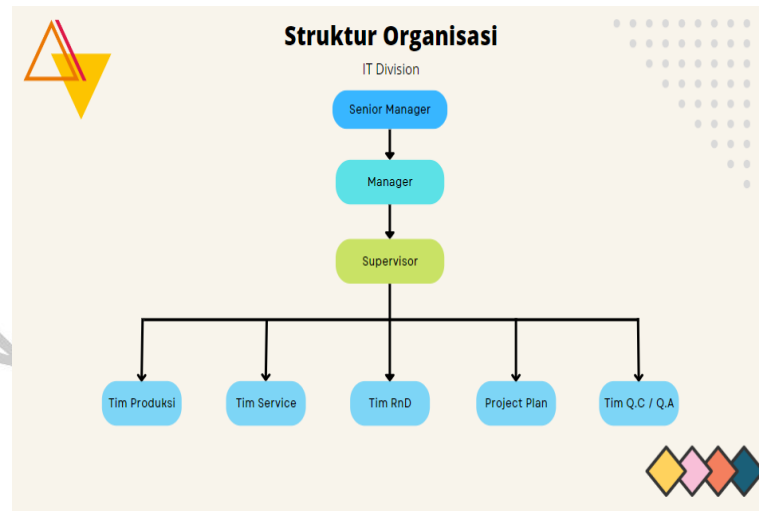 Struktur Organisasi
IT Division
Senior Manager
Manager
Supervisor
Tim Produksi
Tim Service
Tim RnD
Project Plan
Tim Q.C / Q.A